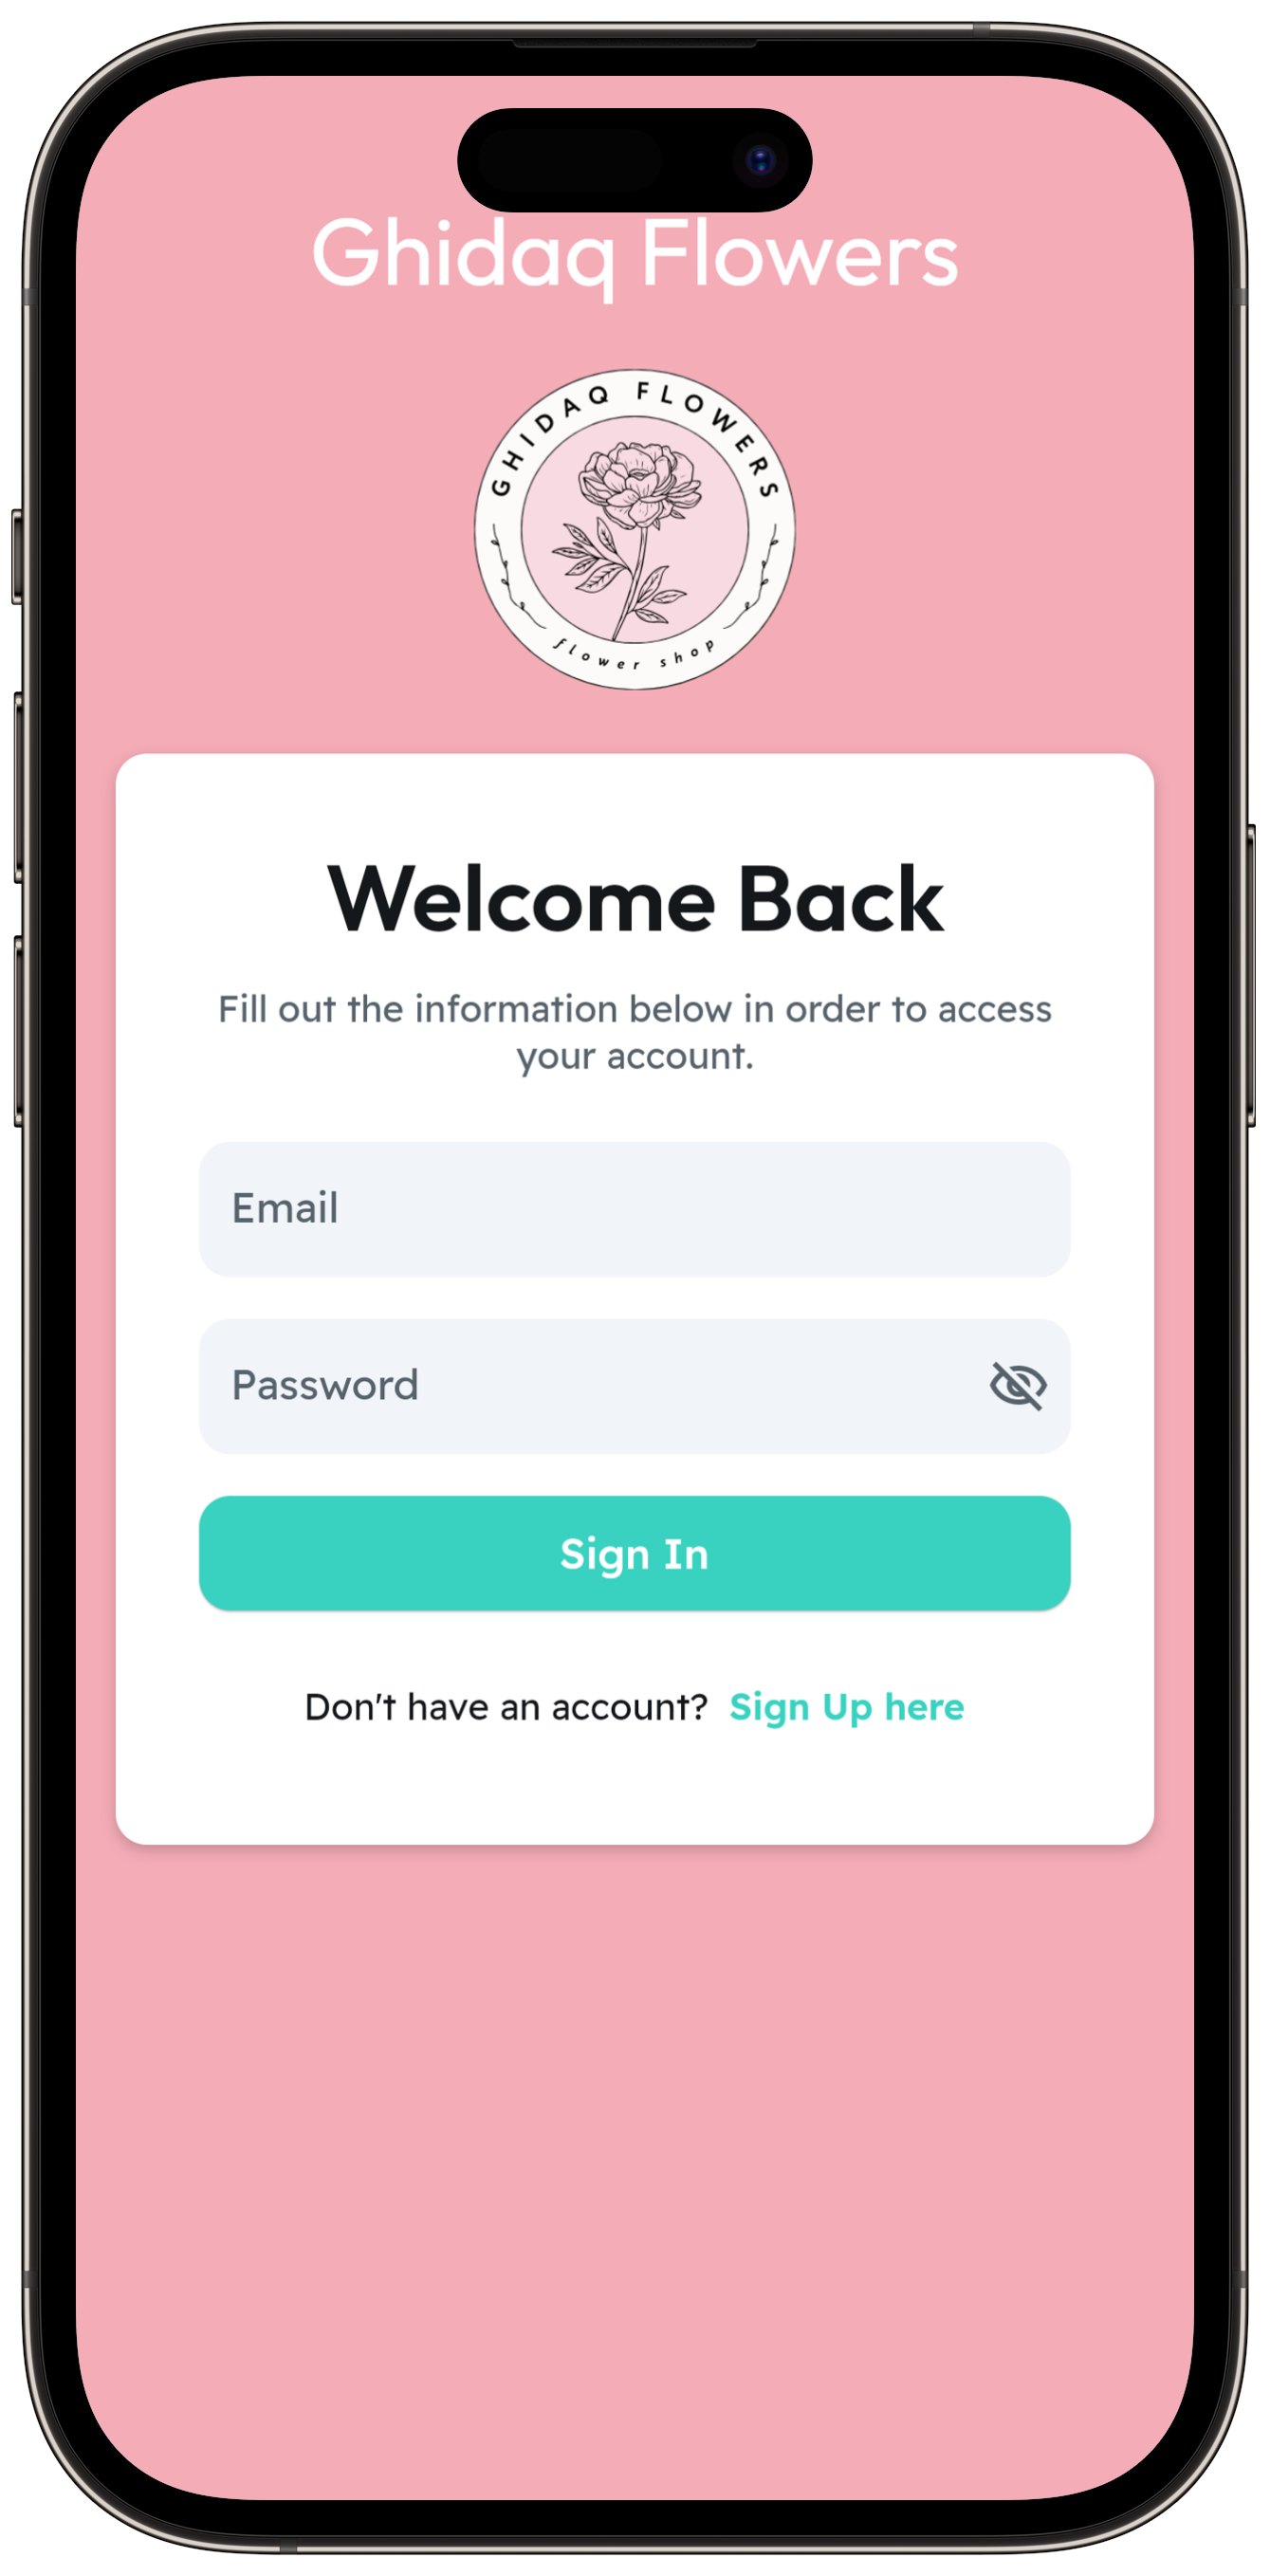 Ghidaq Flowers
GHIDAQ FLOWERS
flower shop
Welcome Back
Fill out the information below in order to access
your account.
Email
Password
Sign In
Don't have an account? Sign Up here